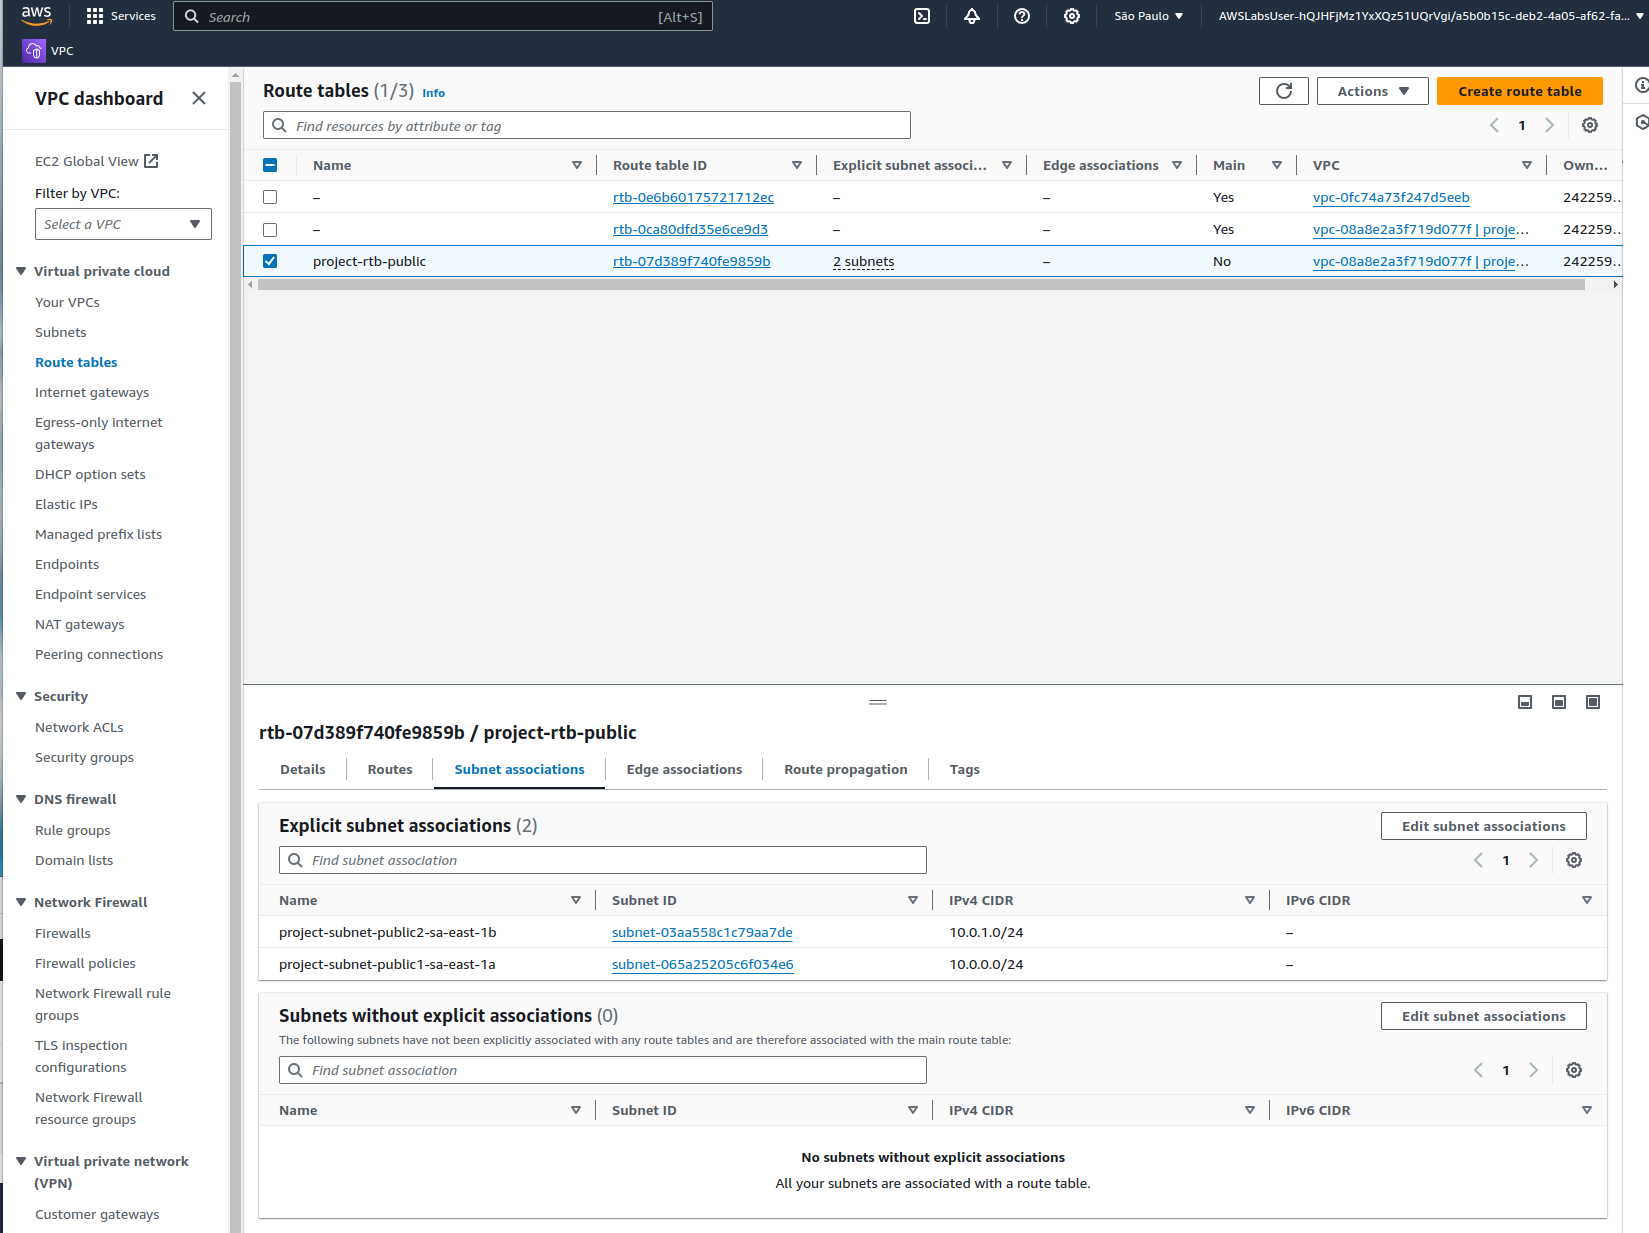 aws Services Search [Alt+S] São Paulo AWSLabsUser-hQJHFjMz1YxXQz51UQrVgi/a5b0b15c-deb2-4a05-af62-fa...
VPC
VPC dashboard
EC2 Global View
Filter by VPC:
Select a VPC
Virtual private cloud
Your VPCs
Subnets
Route tables
Internet gateways
Egress-only internet
gateways
DHCP option sets
Elastic IPs
Managed prefix lists
Endpoints
Endpoint services
NAT gateways
Peering connections
Security
Network ACLs
Security groups
DNS firewall
Rule groups
Domain lists
Network Firewall
Firewalls
Firewall policies
Network Firewall rule
groups
TLS inspection
configurations
Network Firewall
resource groups
Virtual private network
(VPN)
Customer gateways
Route tables (1/3) Info
Actions
Create route table
Find resources by attribute or tag
1
Name Route table ID Explicit subnet associ... Edge associations Main VPC Own...
– rtb-0e6b60175721712ec – – Yes vpc-0fc74a73f247d5eeb 242259..
– rtb-0ca80dfd35e6ce9d3 – – Yes vpc-08a8e2a3f719d077f | proje... 242259..
project-rtb-public rtb-07d389f740fe9859b 2 subnets – No vpc-08a8e2a3f719d077f | proje... 242259..
rtb-07d389f740fe9859b / project-rtb-public
Details Routes Subnet associations Edge associations Route propagation Tags
Explicit subnet associations (2)
Edit subnet associations
Find subnet association
1
Name Subnet ID IPv4 CIDR IPv6 CIDR
project-subnet-public2-sa-east-1b subnet-03aa558c1c79aa7de 10.0.1.0/24 –
project-subnet-public1-sa-east-1a subnet-065a25205c6f034e6 10.0.0.0/24 –
Subnets without explicit associations (0)
Edit subnet associations
The following subnets have not been explicitly associated with any route tables and are therefore associated with the main route table:
Find subnet association
1
Name Subnet ID IPv4 CIDR IPv6 CIDR
No subnets without explicit associations
All your subnets are associated with a route table.